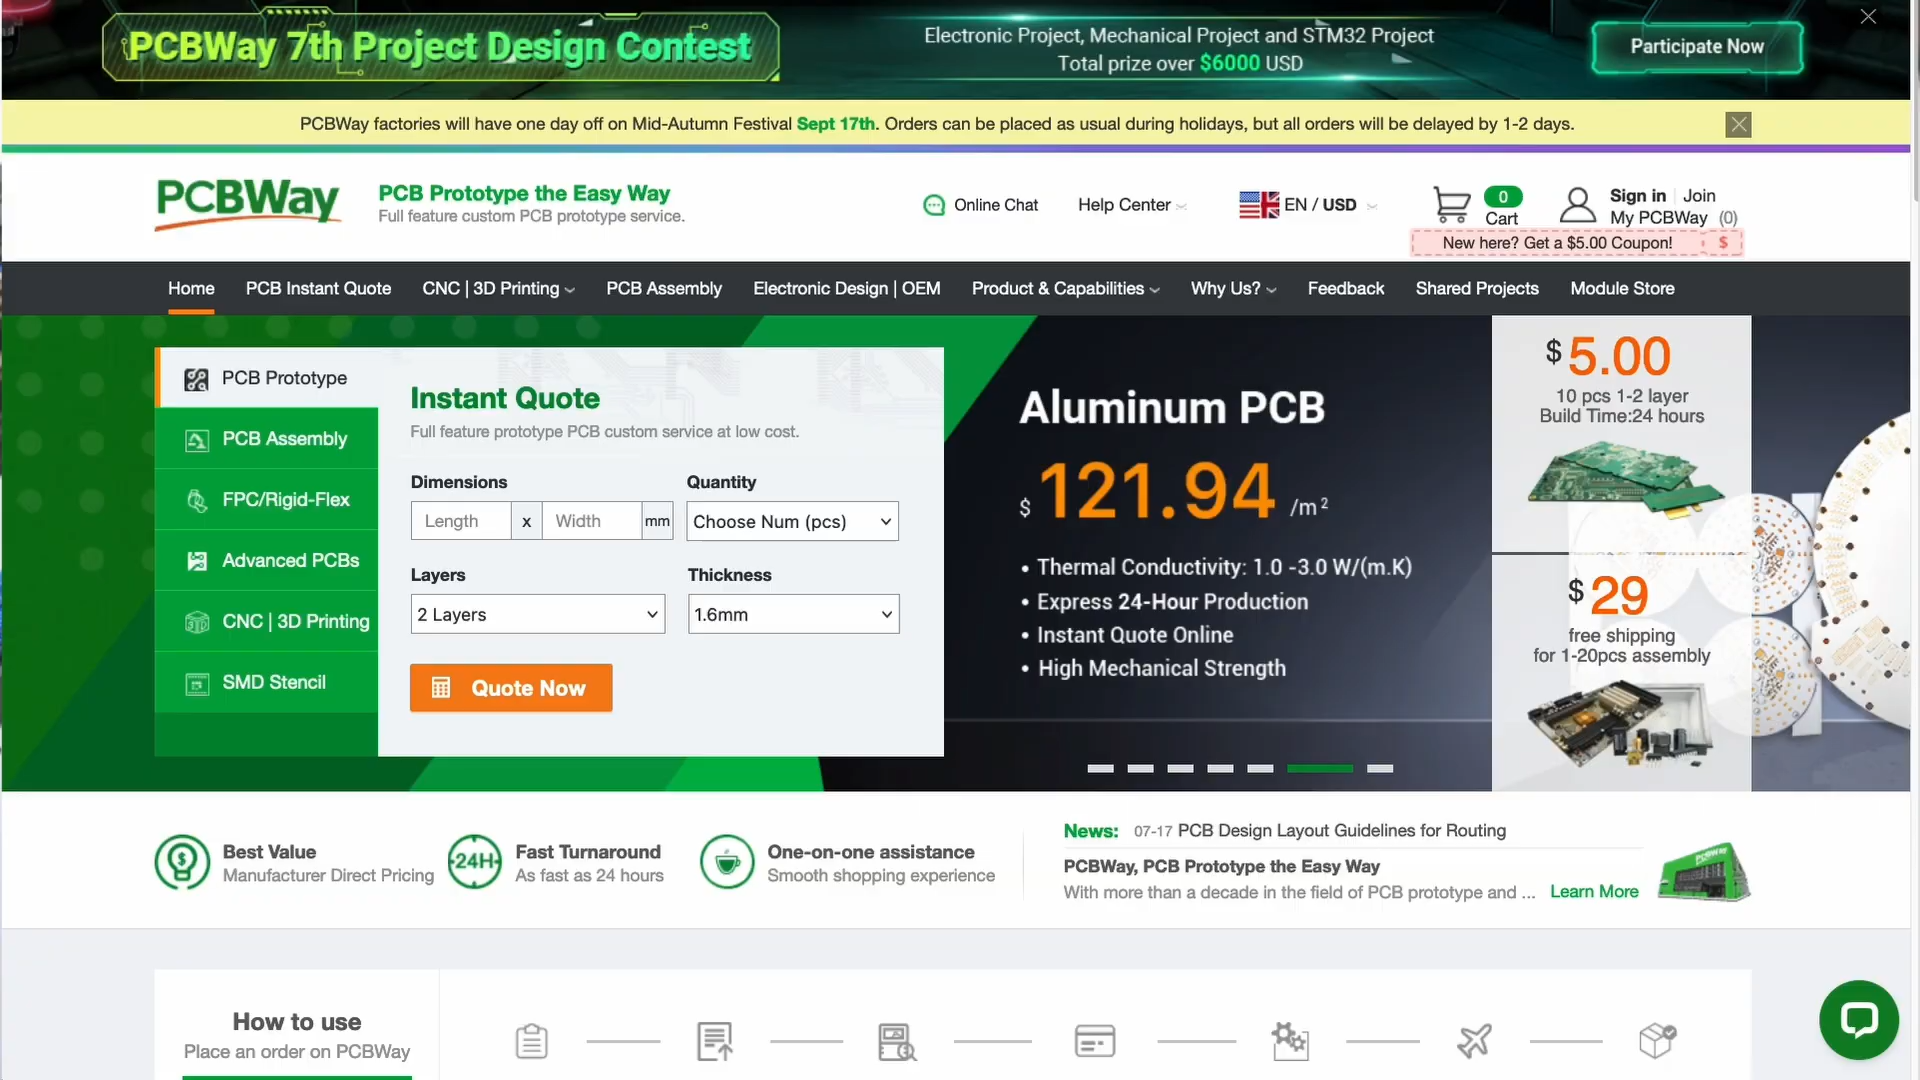 PCBWay 7th Project Design Contest
Electronic Project, Mechanical Project and STM32 Project
Total prize over $6000 USD
Participate Now
PCBWay factories will have one day off on Mid-Autumn Festival Sept 17th. Orders can be placed as usual during holidays, but all orders will be delayed by 1-2 days.
PCBWay
PCB Prototype the Easy Way
Full feature custom PCB prototype service.
Online Chat
Help Center
EN / USD
0
Cart
Sign in | Join
My PCBWay (0)
New here? Get a $5.00 Coupon! $
Home
PCB Instant Quote
CNC | 3D Printing
PCB Assembly
Electronic Design | OEM
Product & Capabilities
Why Us?
Feedback
Shared Projects
Module Store
PCB Prototype
PCB Assembly
FPC/Rigid-Flex
Advanced PCBs
CNC | 3D Printing
SMD Stencil
Instant Quote
Full feature prototype PCB custom service at low cost.
Dimensions
Quantity
Length x Width mm
Choose Num (pcs)
Layers
Thickness
2 Layers
1.6mm
Quote Now
Aluminum PCB
$ 121.94 /m²
• Thermal Conductivity: 1.0 -3.0 W/(m.K)
• Express 24-Hour Production
• Instant Quote Online
• High Mechanical Strength
$ 5.00
10 pcs 1-2 layer
Build Time:24 hours
$ 29
free shipping
for 1-20pcs assembly
Best Value
Manufacturer Direct Pricing
24H
Fast Turnaround
As fast as 24 hours
One-on-one assistance
Smooth shopping experience
News: 07-17 PCB Design Layout Guidelines for Routing
PCBWay, PCB Prototype the Easy Way
With more than a decade in the field of PCB prototype and ... Learn More
PCBWay
How to use
Place an order on PCBWay